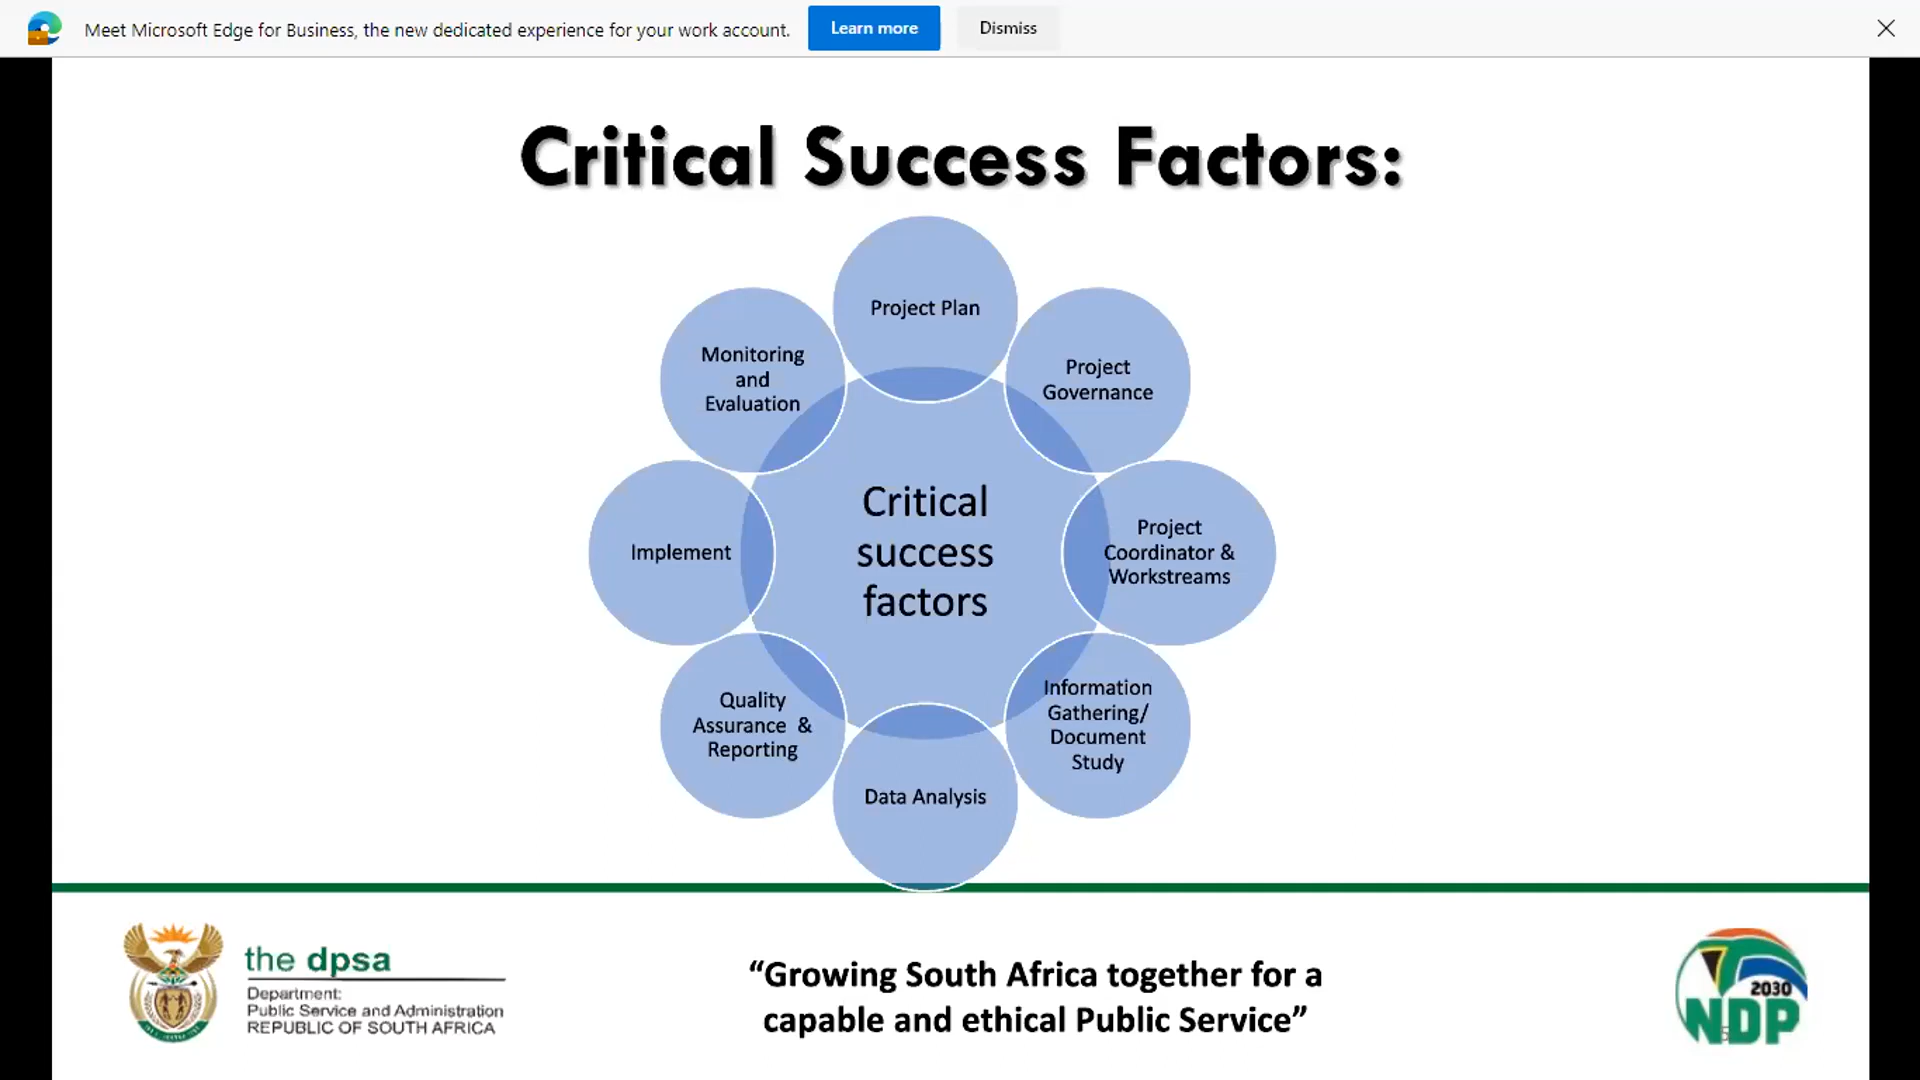 Meet Microsoft Edge for Business, the new dedicated experience for your work account.
Learn more
Dismiss
Critical Success Factors:
Project Plan
Project
Governance
Project
Coordinator &
Workstreams
Information
Gathering/
Document
Study
Data Analysis
Quality
Assurance &
Reporting
Implement
Monitoring
and
Evaluation
Critical
success
factors
the dpsa
Department:
Public Service and Administration
REPUBLIC OF SOUTH AFRICA
“Growing South Africa together for a
capable and ethical Public Service”
2030
NDP